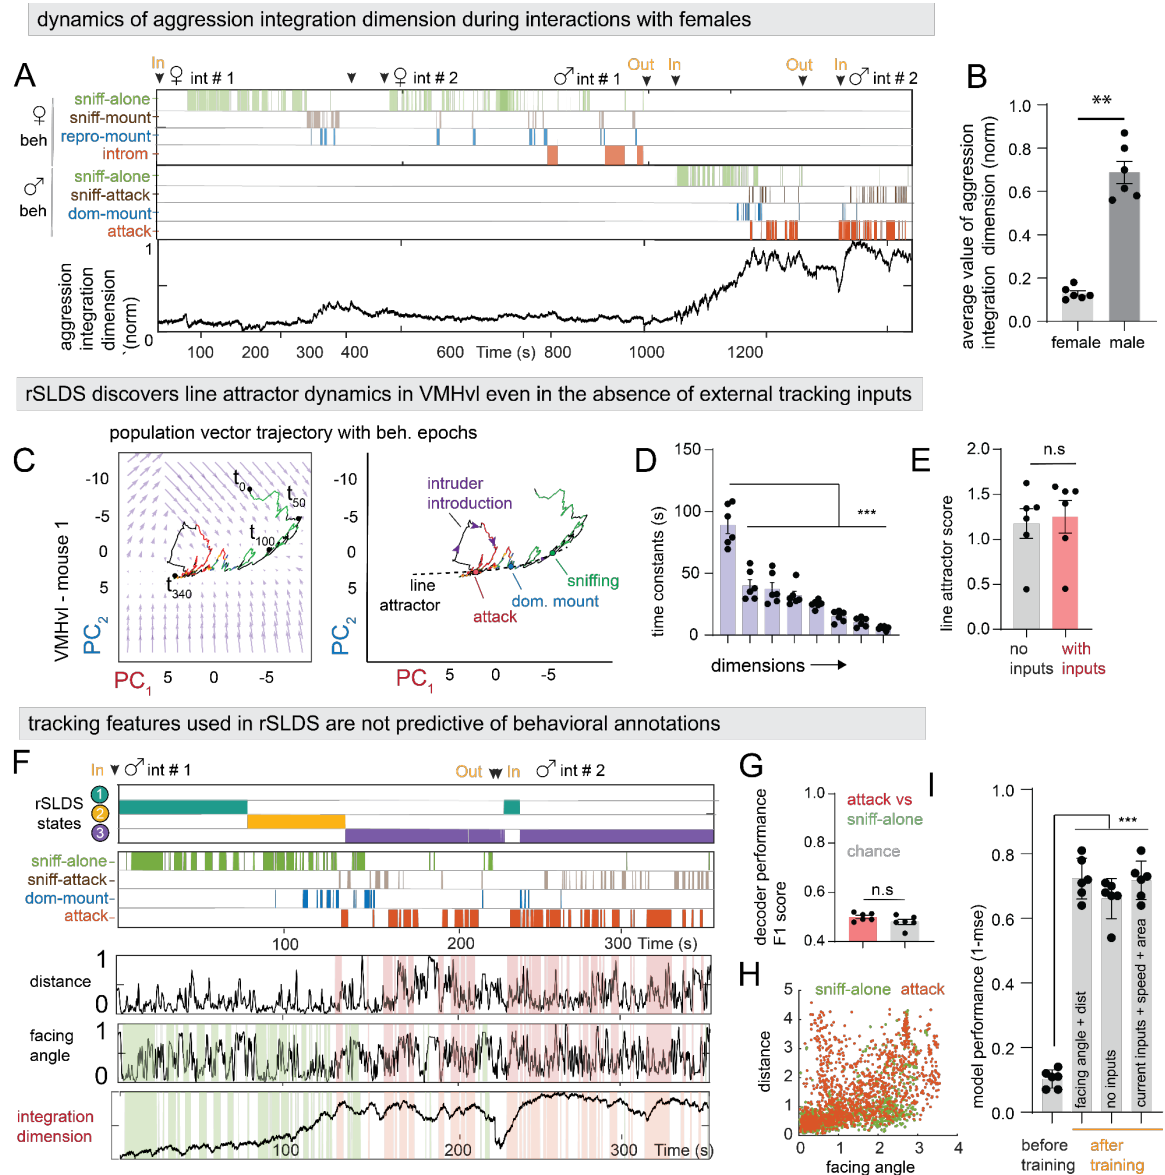 dynamics of aggression integration dimension during interactions with females
A
In
♀ int # 1
♀ int # 2
♂ int # 1
Out
In
Out
In
♂ int # 2
♀
beh
sniff-alone
sniff-mount
repro-mount
introm
♂
beh
sniff-alone
sniff-attack
dom-mount
attack
aggression
integration
dimension
(norm)
1
0
100
200
300
400
600
Time (s)
800
1000
1200
B
average value of aggression
integration dimension (norm)
1.0
0.8
0.6
0.4
0.2
0.0
**
female
male
rSLDS discovers line attractor dynamics in VMHvl even in the absence of external tracking inputs
population vector trajectory with beh. epochs
C
VMHvl - mouse 1
PC2
-10
-5
0
5
t0
t50
t100
t340
PC1
5
0
-5
PC2
-10
-5
0
5
intruder
introduction
line
attractor
attack
dom. mount
sniffing
PC1
5
0
-5
D
time constants (s)
150
100
50
0
***
dimensions
E
line attractor score
2.0
1.5
1.0
0.5
0.0
n.s
no
inputs
with
inputs
tracking features used in rSLDS are not predictive of behavioral annotations
F
In
♂ int # 1
Out
In
♂ int # 2
rSLDS
states
1
2
3
sniff-alone
sniff-attack
dom-mount
attack
100
200
300
Time (s)
distance
1
0
facing
angle
1
0
integration
dimension
100
200
300
Time (s)
G
decoder performance
F1 score
1.0
0.8
0.6
0.4
attack vs
sniff-alone
chance
n.s
H
sniff-alone
attack
distance
5
4
3
2
1
0
0
1
2
3
4
facing angle
I
model performance (1-mse)
1.0
0.8
0.6
0.4
0.2
0.0
***
facing angle + dist
no inputs
current inputs + speed + area
before
training
after
training